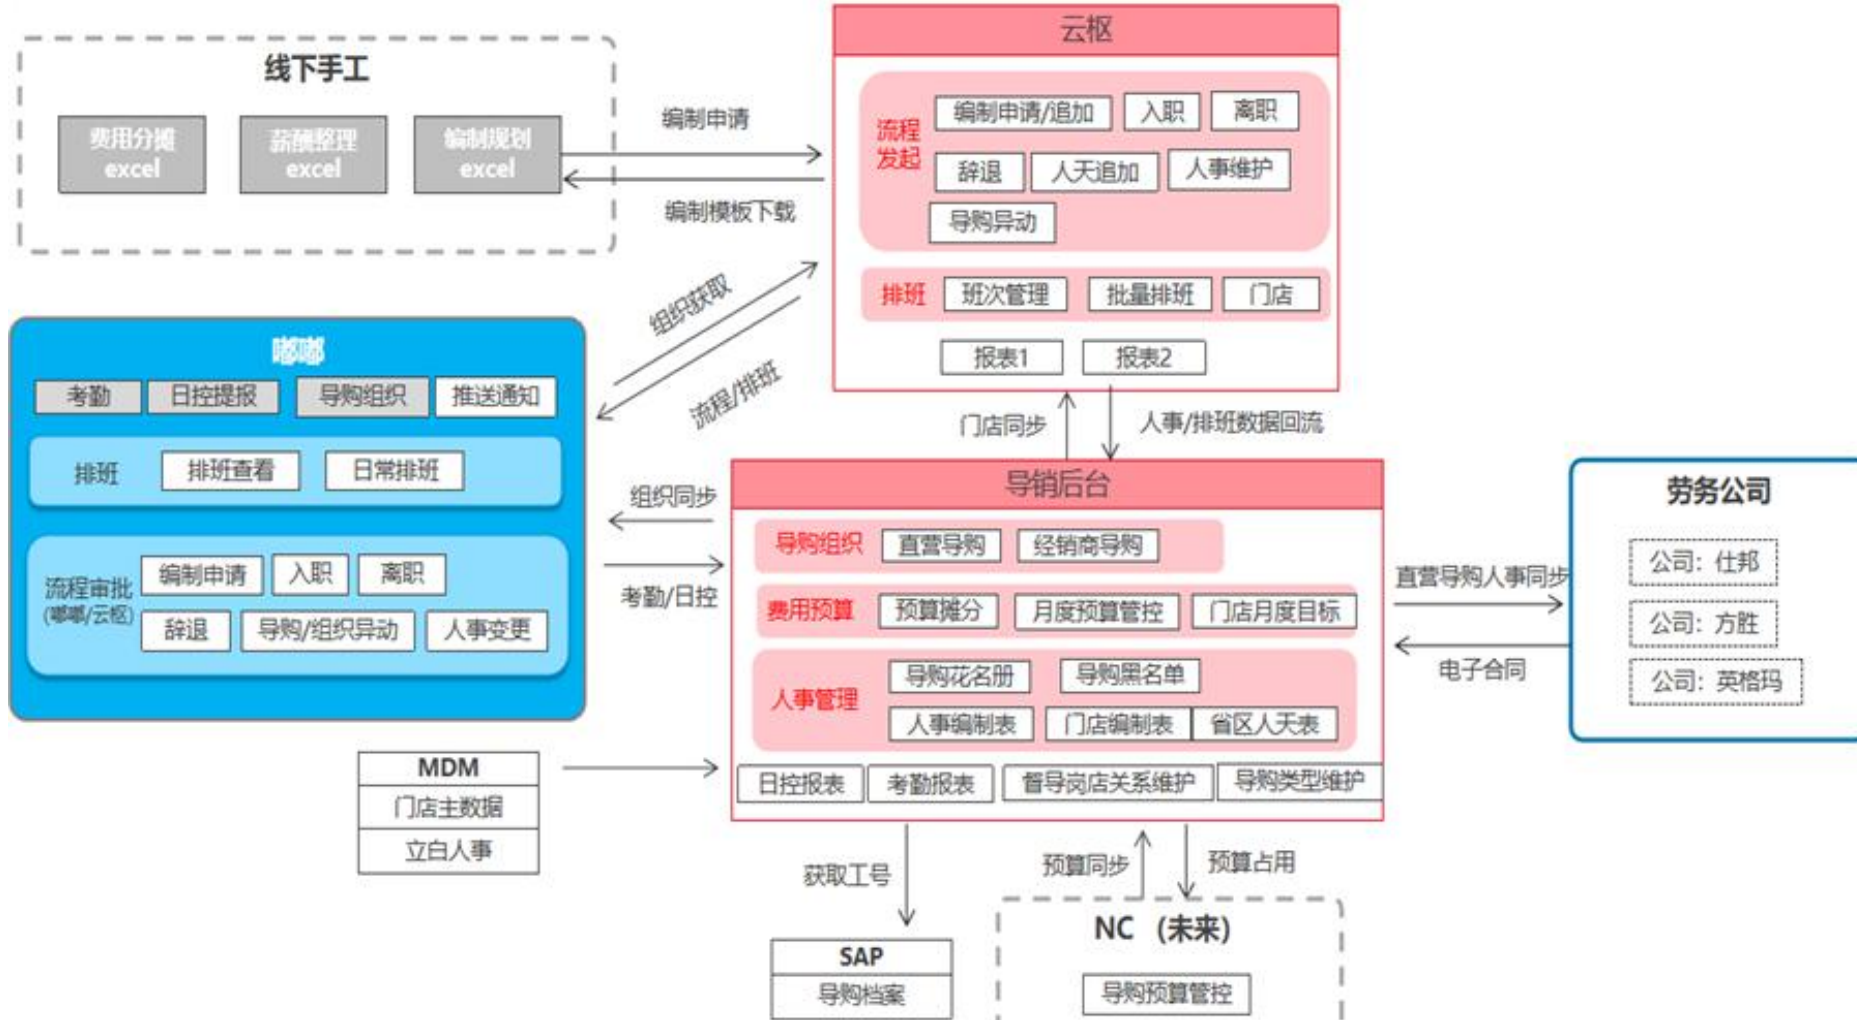 线下手工
费用分摊
excel
薪酬整理
excel
编制规划
excel
编制申请
编制模板下载
云枢
流程
发起
编制申请/追加
入职
离职
辞退
人天追加
人事维护
导购异动
排班
班次管理
批量排班
门店
报表1
报表2
组织获取
流程/排班
嘟嘟
考勤
日控提报
导购组织
推送通知
排班
排班查看
日常排班
流程审批
(嘟嘟/云枢)
编制申请
入职
离职
辞退
导购/组织异动
人事变更
门店同步
人事/排班数据回流
组织同步
考勤/日控
导销后台
导购组织
直营导购
经销商导购
费用预算
预算摊分
月度预算管控
门店月度目标
人事管理
导购花名册
导购黑名单
人事编制表
门店编制表
省区人天表
日控报表
考勤报表
督导岗店关系维护
导购类型维护
直营导购人事同步
电子合同
劳务公司
公司：仕邦
公司：方胜
公司：英格玛
MDM
门店主数据
立白人事
获取工号
预算同步
预算占用
SAP
导购档案
NC（未来）
导购预算管控